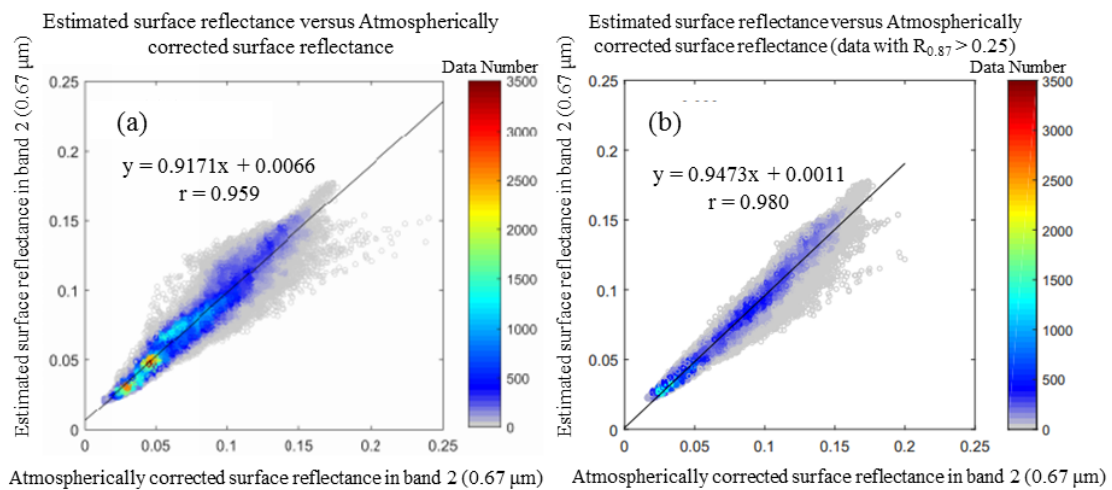 Estimated surface reflectance versus Atmospherically
corrected surface reflectance
Data Number
(a)
y = 0.9171x + 0.0066
r = 0.959
0.25
0.2
0.15
0.1
0.05
0
0
0.05
0.1
0.15
0.2
0.25
3500
3000
2500
2000
1500
1000
500
0
Estimated surface reflectance in band 2 (0.67 μm)
Atmospherically corrected surface reflectance in band 2 (0.67 μm)
Estimated surface reflectance versus Atmospherically
corrected surface reflectance (data with R0.87 > 0.25)
Data Number
(b)
y = 0.9473x + 0.0011
r = 0.980
0.25
0.2
0.15
0.1
0.05
0
0
0.05
0.1
0.15
0.2
0.25
3500
3000
2500
2000
1500
1000
500
0
Estimated surface reflectance in band 2 (0.67 μm)
Atmospherically corrected surface reflectance in band 2 (0.67 μm)